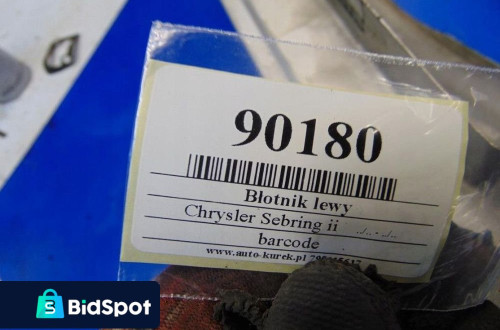 90180
Błotnik lewy
Chrysler Sebring ii
barcode
www.auto-kurek.pl
BidSpot